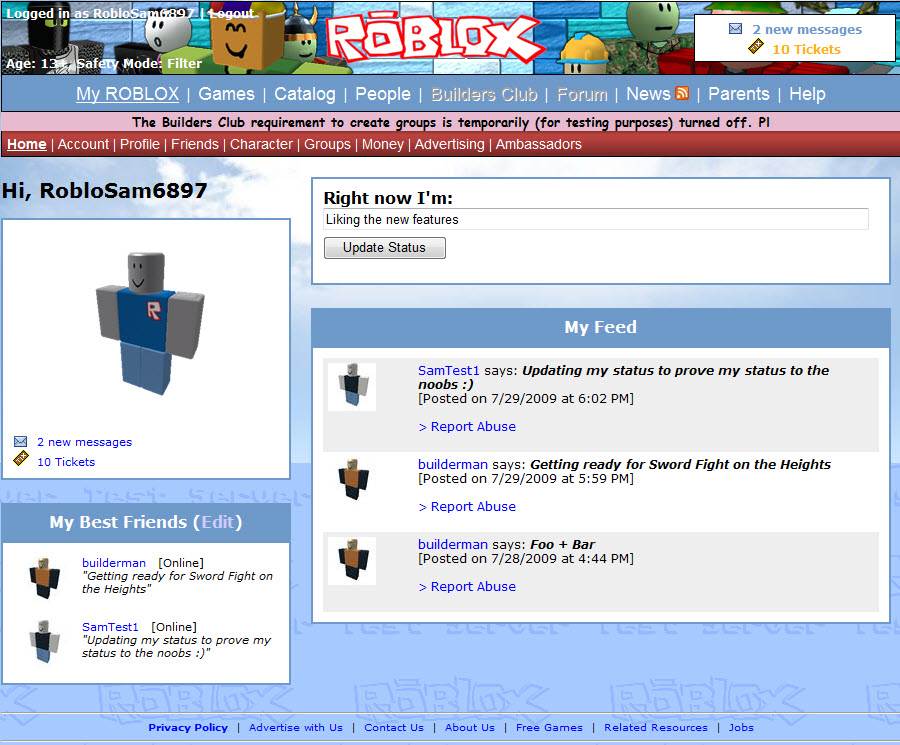 Logged in as RobloSam6897 | Logout
ROBLOX
2 new messages
10 Tickets
Age: 13+, Safety Mode: Filter
My ROBLOX | Games | Catalog | People | Builders Club | Forum | News | Parents | Help
The Builders Club requirement to create groups is temporarily (for testing purposes) turned off. Pl
Home | Account | Profile | Friends | Character | Groups | Money | Advertising | Ambassadors
Hi, RobloSam6897
R
2 new messages
10 Tickets
My Best Friends (Edit)
builderman [Online]
"Getting ready for Sword Fight on
the Heights"
SamTest1 [Online]
"Updating my status to prove my
status to the noobs :)"
Right now I'm:
Liking the new features
Update Status
My Feed
SamTest1 says: Updating my status to prove my status to the
noobs :)
[Posted on 7/29/2009 at 6:02 PM]
> Report Abuse
builderman says: Getting ready for Sword Fight on the Heights
[Posted on 7/29/2009 at 5:59 PM]
> Report Abuse
builderman says: Foo + Bar
[Posted on 7/28/2009 at 4:44 PM]
> Report Abuse
Privacy Policy | Advertise with Us | Contact Us | About Us | Free Games | Related Resources | Jobs